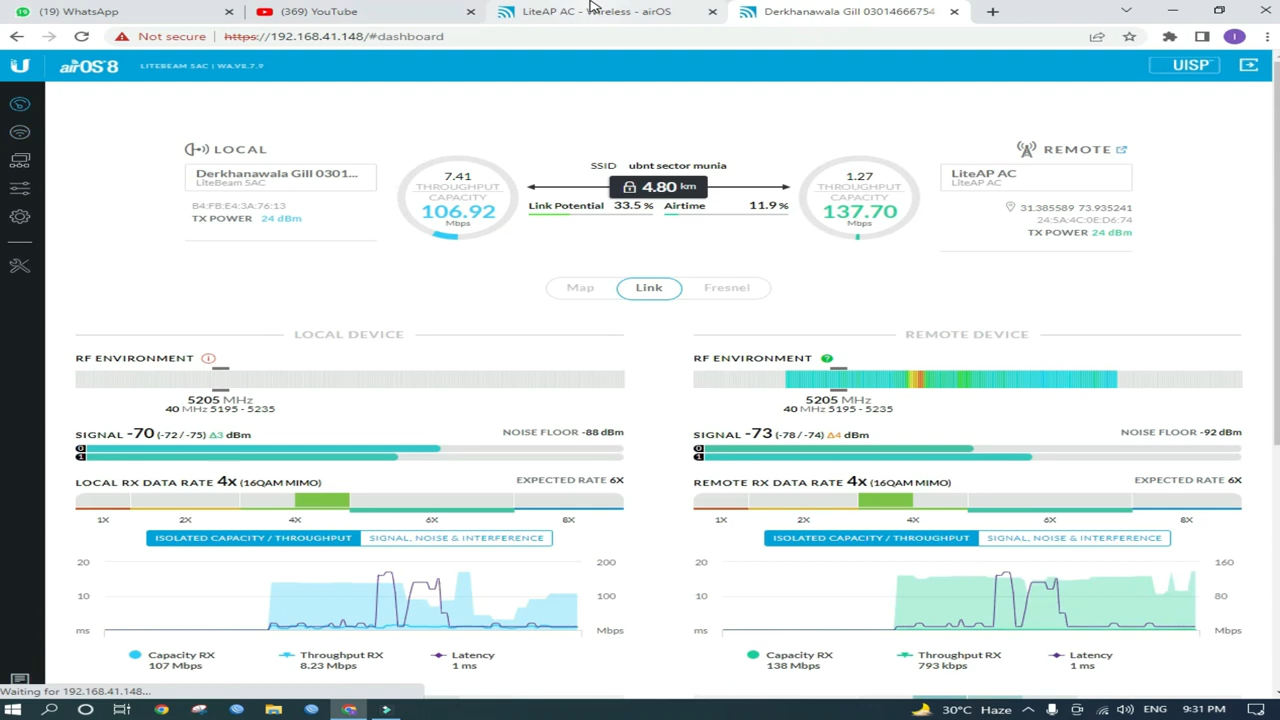 (19) WhatsApp
(369) YouTube
LiteAP AC - Wireless - airOS
Derkhanawala Gill 03014666754
Not secure
https://192.168.41.148/#dashboard
airOS 8
LITEBEAM 5AC | WA.V8.7.9
UISP
LOCAL
Derkhanawala Gill 0301...
LiteBeam 5AC
B4:FB:E4:3A:76:13
TX POWER 24 dBm
7.41
THROUGHPUT
CAPACITY
106.92
Mbps
SSID ubnt sector munia
4.80 km
Link Potential 33.5 % Airtime 11.9 %
1.27
THROUGHPUT
CAPACITY
137.70
Mbps
REMOTE
LiteAP AC
LiteAP AC
31.385589 73.935241
24:5A:4C:0E:D6:74
TX POWER 24 dBm
Map Link Fresnel
LOCAL DEVICE
RF ENVIRONMENT
5205 MHz
40 MHz 5195 - 5235
SIGNAL -70 (-72 / -75) Δ3 dBm
NOISE FLOOR -88 dBm
0
1
LOCAL RX DATA RATE 4x (16QAM MIMO)
EXPECTED RATE 6X
1X 2X 4X 6X 8X
ISOLATED CAPACITY / THROUGHPUT SIGNAL, NOISE & INTERFERENCE
20 200
10 100
ms Mbps
Capacity RX Throughput RX Latency
107 Mbps 8.23 Mbps 1 ms
REMOTE DEVICE
RF ENVIRONMENT ?
5205 MHz
40 MHz 5195 - 5235
SIGNAL -73 (-78 / -74) Δ4 dBm
NOISE FLOOR -92 dBm
0
1
REMOTE RX DATA RATE 4x (16QAM MIMO)
EXPECTED RATE 6X
1X 2X 4X 6X 8X
ISOLATED CAPACITY / THROUGHPUT SIGNAL, NOISE & INTERFERENCE
20 160
10 80
ms Mbps
Capacity RX Throughput RX Latency
138 Mbps 793 kbps 1 ms
Waiting for 192.168.41.148...
30°C Haze
ENG
9:31 PM